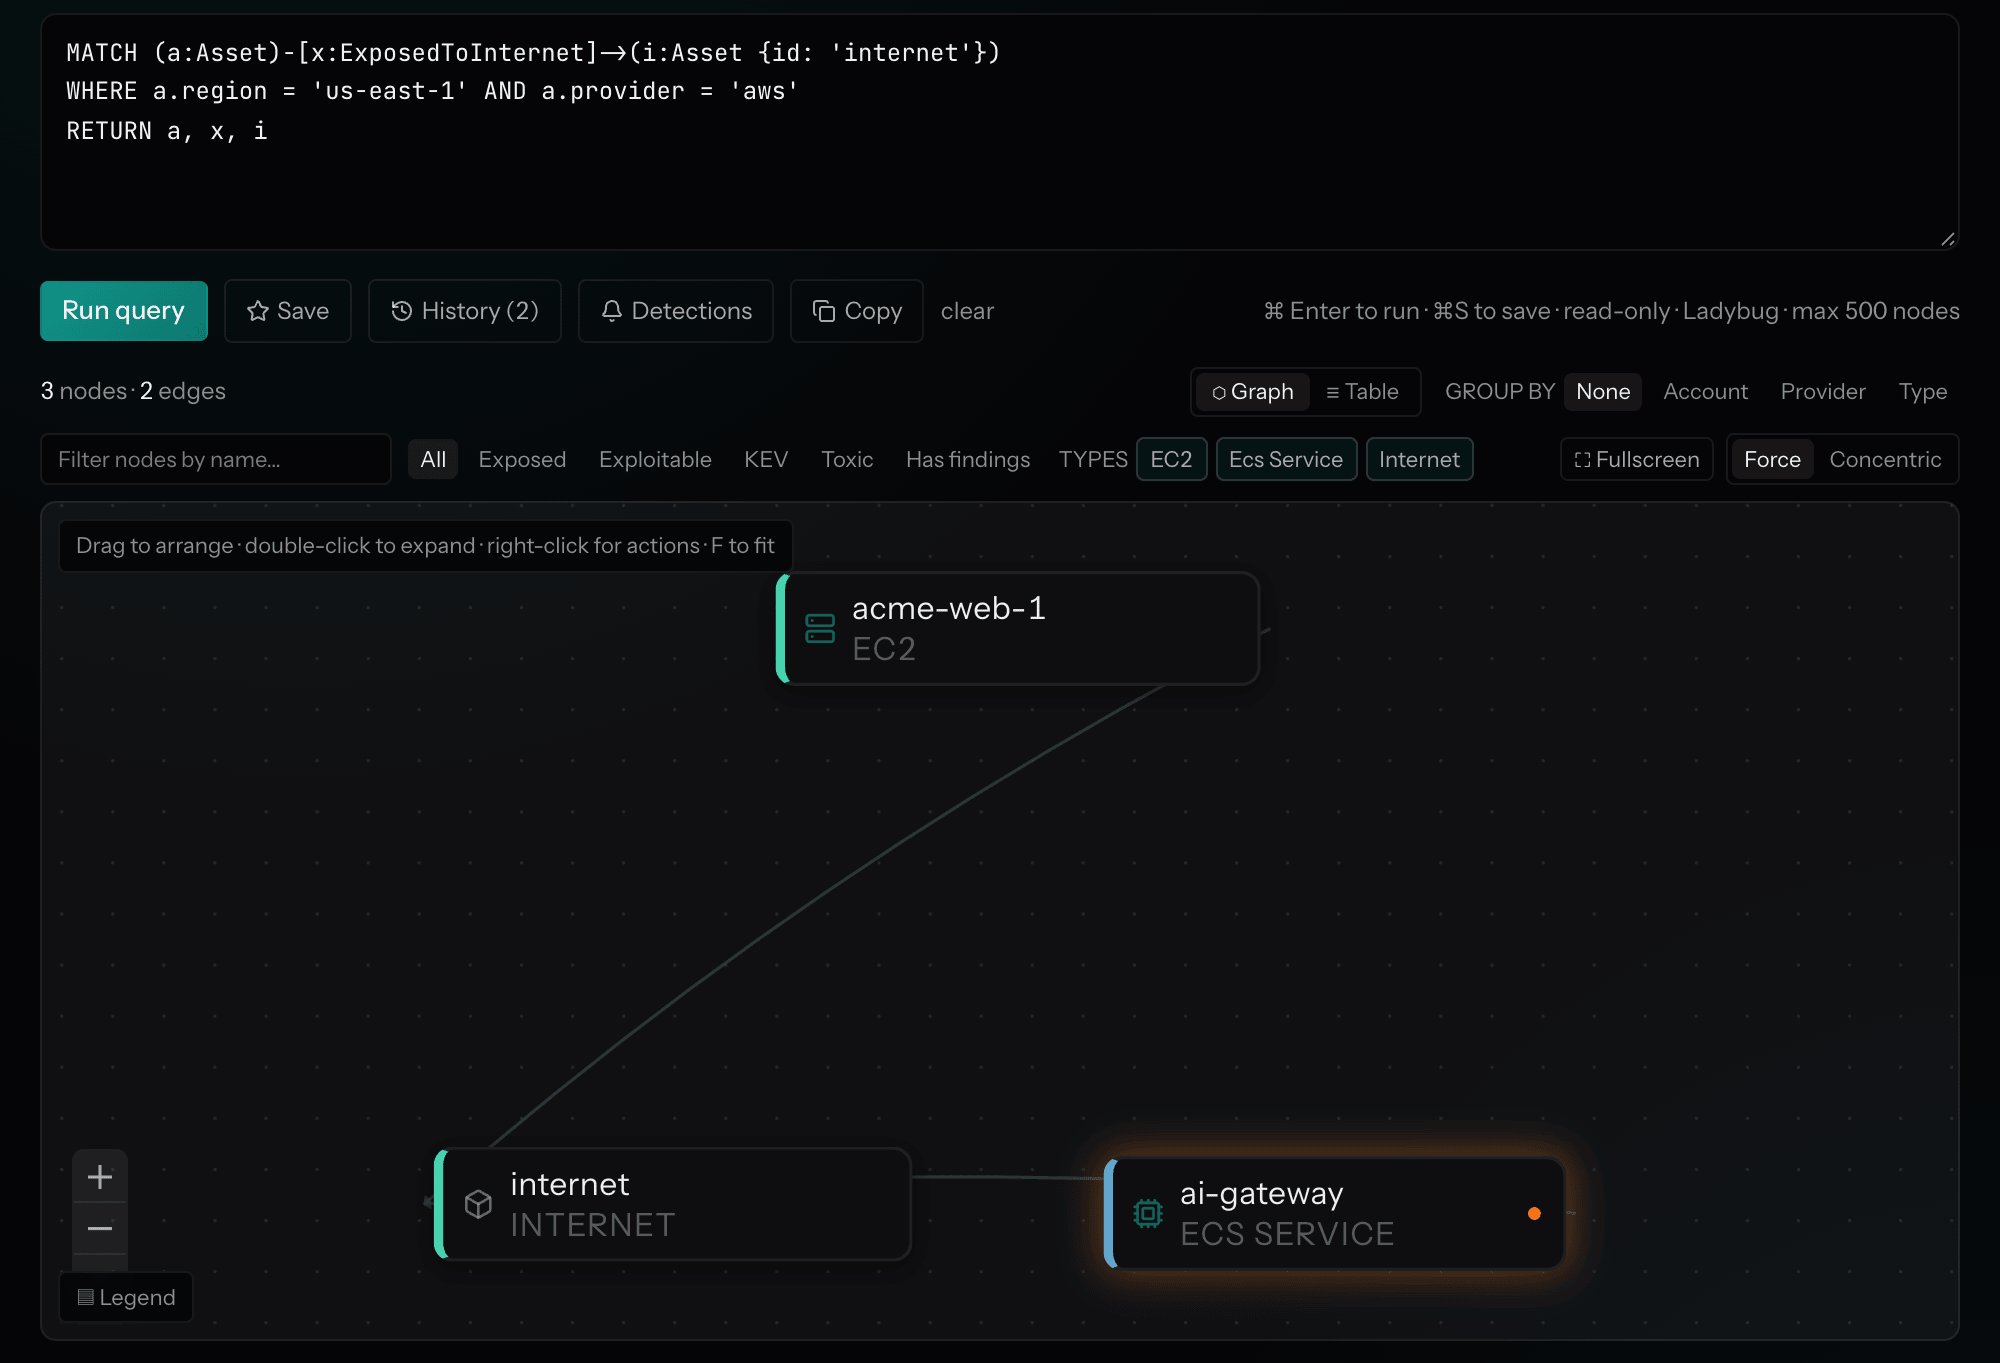 MATCH (a:Asset)-[x:ExposedToInternet]->(i:Asset {id: 'internet'})
WHERE a.region = 'us-east-1' AND a.provider = 'aws'
RETURN a, x, i
Run query
Save
History (2)
Detections
Copy
clear
⌘ Enter to run · ⌘S to save · read-only · Ladybug · max 500 nodes
3 nodes · 2 edges
Graph
Table
GROUP BY None Account Provider Type
Filter nodes by name...
All Exposed Exploitable KEV Toxic Has findings TYPES EC2 Ecs Service Internet
Fullscreen
Force Concentric
Drag to arrange · double-click to expand · right-click for actions · F to fit
acme-web-1
EC2
internet
INTERNET
ai-gateway
ECS SERVICE
Legend